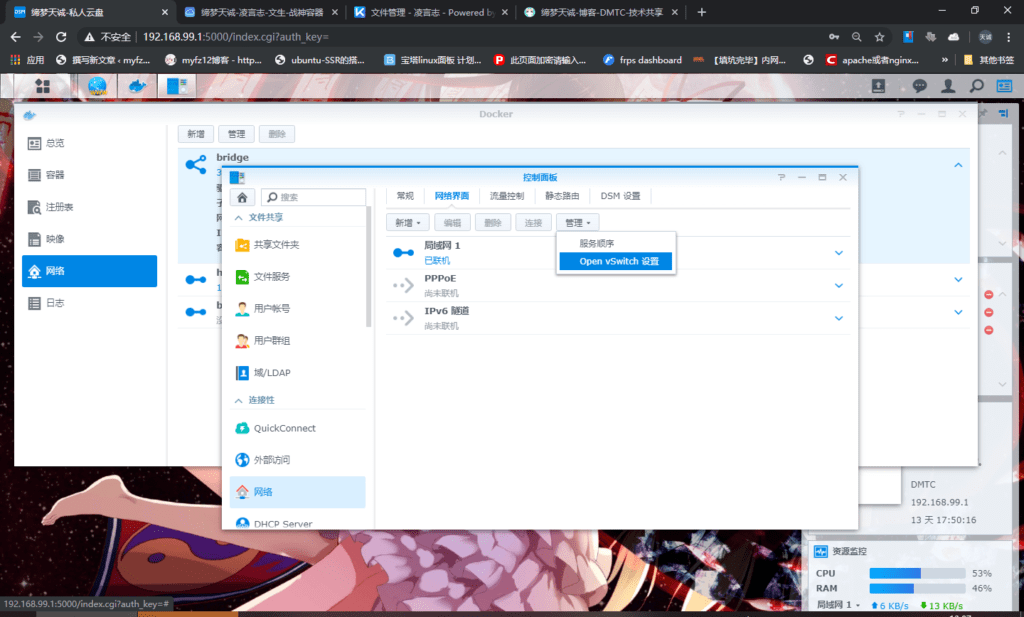 DSM 缔梦天诚-私人云盘
缔梦天诚-凌言志-文生-战神容器
文件管理 - 凌言志 - Powered by
缔梦天诚-博客-DMTC-技术共享
不安全 192.168.99.1:5000/index.cgi?auth_key=
应用
撰写新文章 ‹ myfz...
myfz12博客 - http...
ubuntu-SSR的搭...
宝塔linux面板 计划...
此页面加密请输入...
frps dashboard
【填坑完毕】内网...
apache或者nginx...
»
其他书签
Docker
总览
容器
注册表
映像
网络
日志
新增 管理 删除
bridge
控制面板
搜索
文件共享
共享文件夹
文件服务
用户帐号
用户群组
域/LDAP
连接性
QuickConnect
外部访问
网络
DHCP Server
常规 网络界面 流量控制 静态路由 DSM 设置
新增 编辑 删除 连接 管理
服务顺序
Open vSwitch 设置
局域网 1
已联机
PPPoE
尚未联机
IPv6 隧道
尚未联机
DMTC
192.168.99.1
13 天 17:50:16
资源监控
CPU 53%
RAM 46%
局域网 1 6 KB/s 13 KB/s
192.168.99.1:5000/index.cgi?auth_key=#